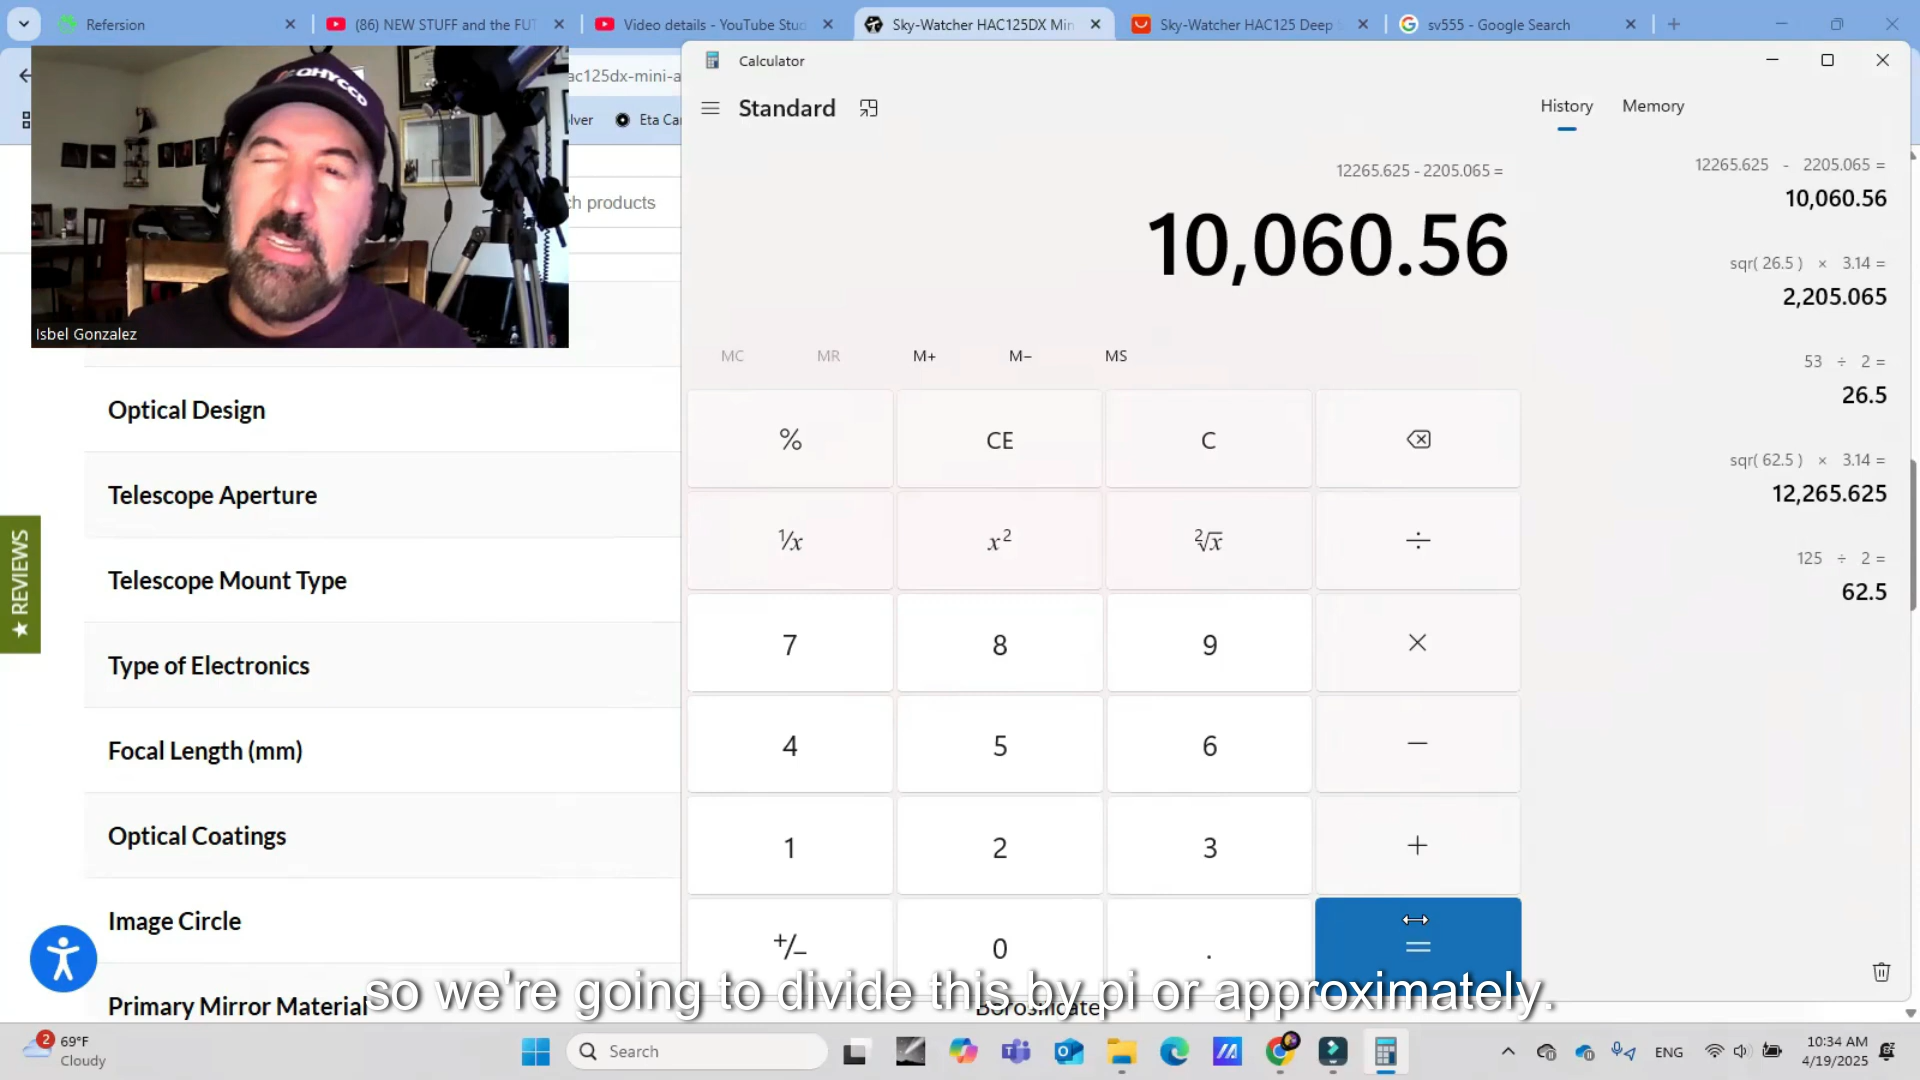 Refersion
(86) NEW STUFF and the FUT
Video details - YouTube Stud
Sky-Watcher HAC125DX Min
Sky-Watcher HAC125 Deep
sv555 - Google Search
ac125dx-mini-a
lver
Eta Car
ch products
QHYCCD
Isbel Gonzalez
Calculator
Standard
History
Memory
12265.625 - 2205.065 =
10,060.56
12265.625 - 2205.065 =
10,060.56
sqr( 26.5 ) × 3.14 =
2,205.065
53 ÷ 2 =
26.5
sqr( 62.5 ) × 3.14 =
12,265.625
125 ÷ 2 =
62.5
MC MR M+ M− MS
% CE C
¹/x x² ²√x ÷
7 8 9 ×
4 5 6 −
1 2 3 +
+/− 0 . =
Optical Design
Telescope Aperture
Telescope Mount Type
Type of Electronics
Focal Length (mm)
Optical Coatings
Image Circle
Primary Mirror Material
Borosilicate
★ REVIEWS
so we're going to divide this by pi or approximately.
2
69°F
Cloudy
Search
ENG
10:34 AM
4/19/2025